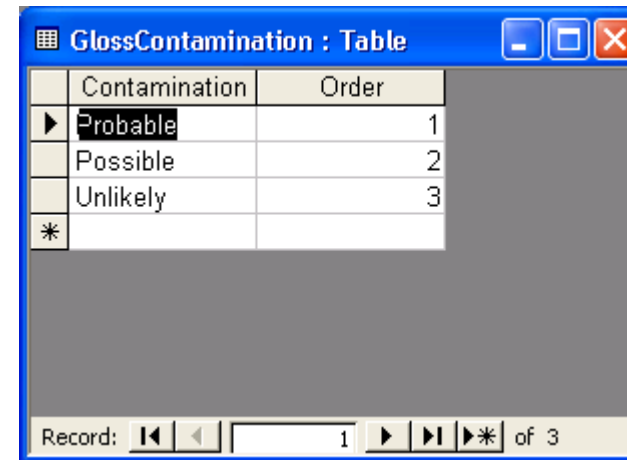 GlossContamination : Table
Contamination Order
Probable 1
Possible 2
Unlikely 3
Record: 1 of 3